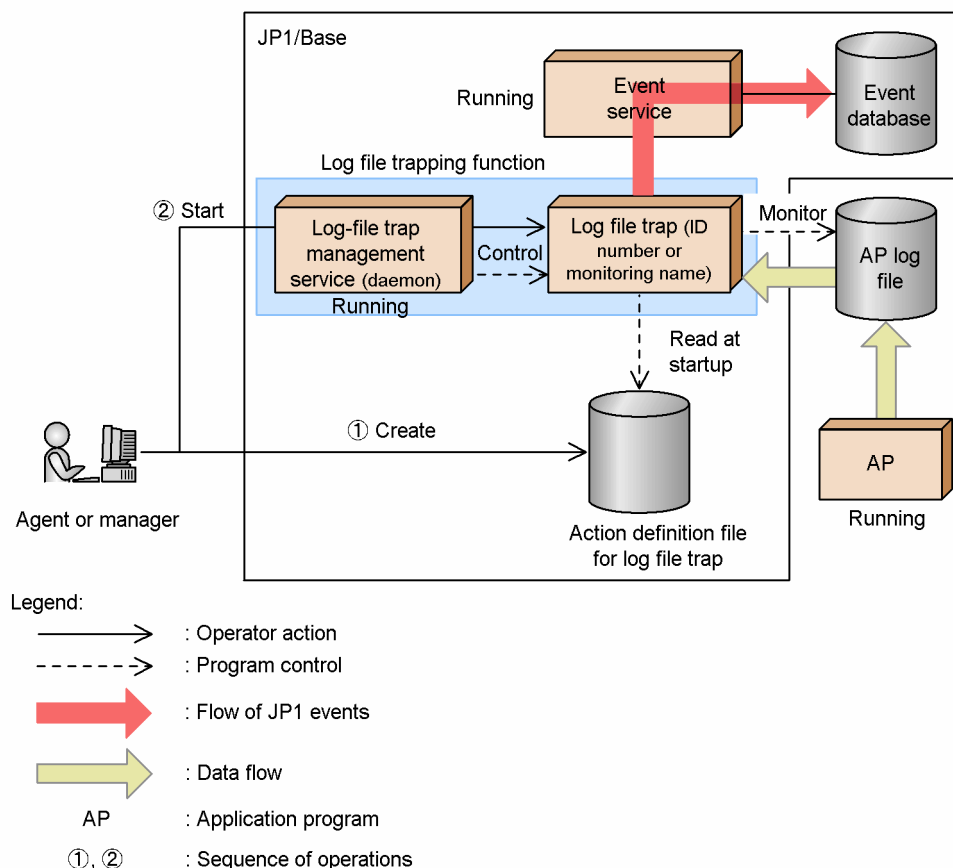 JP1/Base
Event
service
Running
Event
database
Log file trapping function
② Start
Log-file trap
management
service (daemon)
Running
Control
Log file trap (ID
number or
monitoring name)
Monitor
AP log
file
Read at
startup
① Create
Agent or manager
Action definition file
for log file trap
AP
Running
Legend:
: Operator action
: Program control
: Flow of JP1 events
: Data flow
AP : Application program
①, ② : Sequence of operations